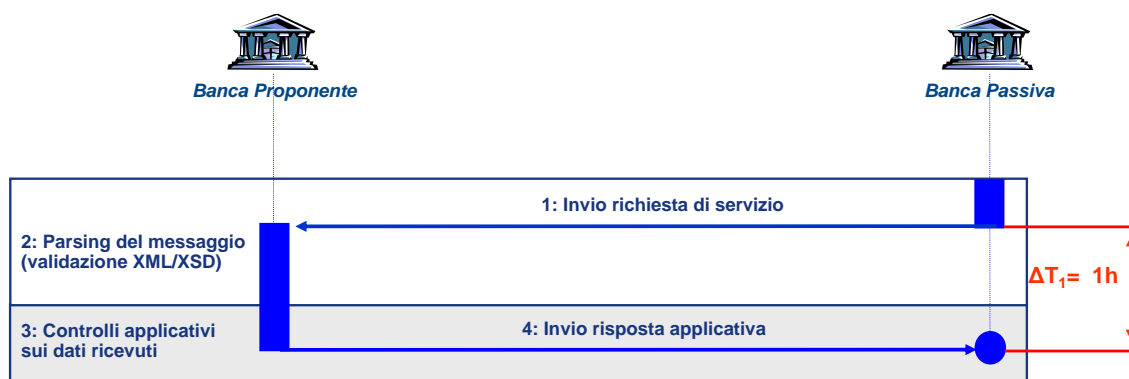 Banca Proponente
Banca Passiva
1: Invio richiesta di servizio
2: Parsing del messaggio
(validazione XML/XSD)
ΔT₁= 1h
3: Controlli applicativi
sui dati ricevuti
4: Invio risposta applicativa